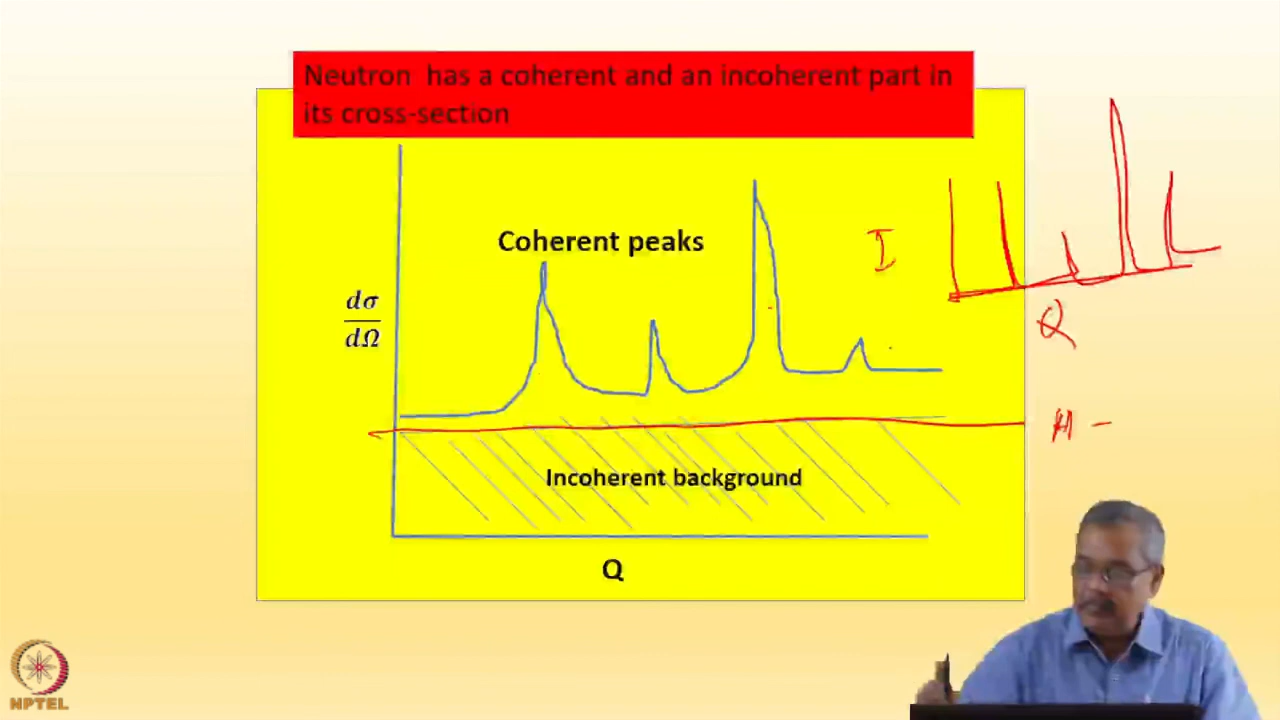 Neutron has a coherent and an incoherent part in
its cross-section
Coherent peaks
I
dσ
dΩ
Q
H -
Incoherent background
Q
NPTEL